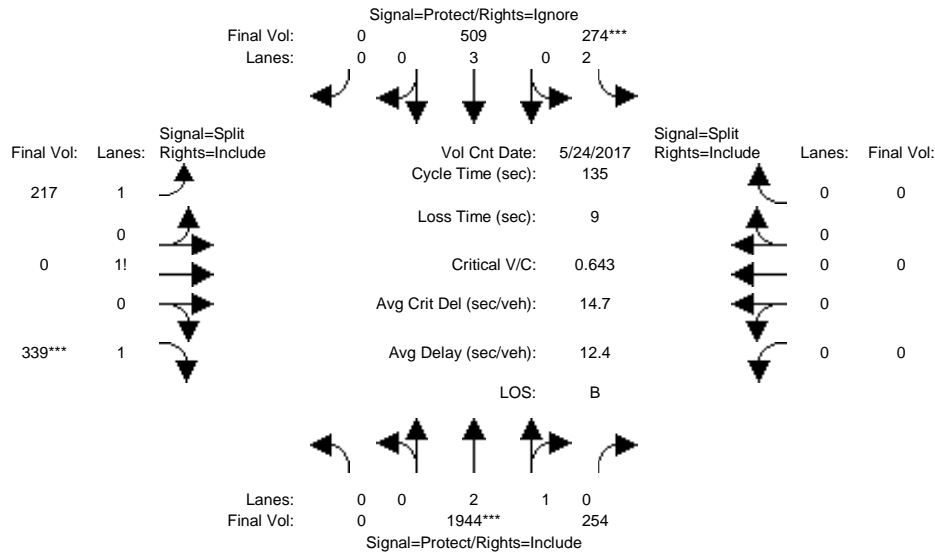 Signal=Protect/Rights=Ignore
Final Vol: 0 509 274***
Lanes: 0 0 3 0 2
Signal=Split Signal=Split
Final Vol: Lanes: Rights=Include Vol Cnt Date: 5/24/2017 Rights=Include Lanes: Final Vol:
Cycle Time (sec): 135
217 1 0 0
Loss Time (sec): 9
0 0
0 1! Critical V/C: 0.643 0 0
0 Avg Crit Del (sec/veh): 14.7 0
339*** 1 Avg Delay (sec/veh): 12.4 0 0
LOS: B
Lanes: 0 0 2 1 0
Final Vol: 0 1944*** 254
Signal=Protect/Rights=Include